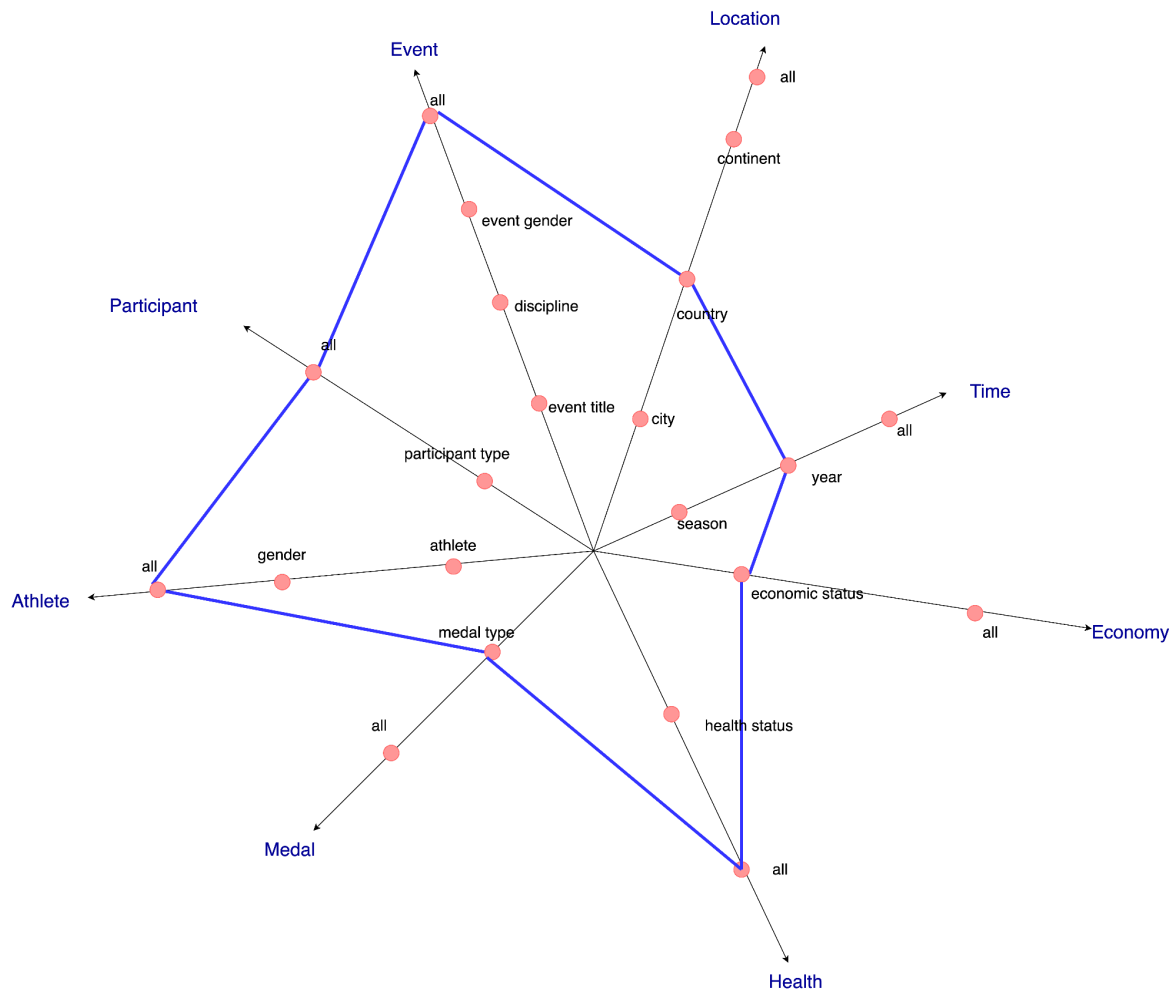 Location
Event
all
all
continent
event gender
Participant
discipline
country
all
Time
event title
city
all
participant type
year
season
athlete
gender
all
economic status
Athlete
medal type
all
Economy
all
health status
Medal
all
Health